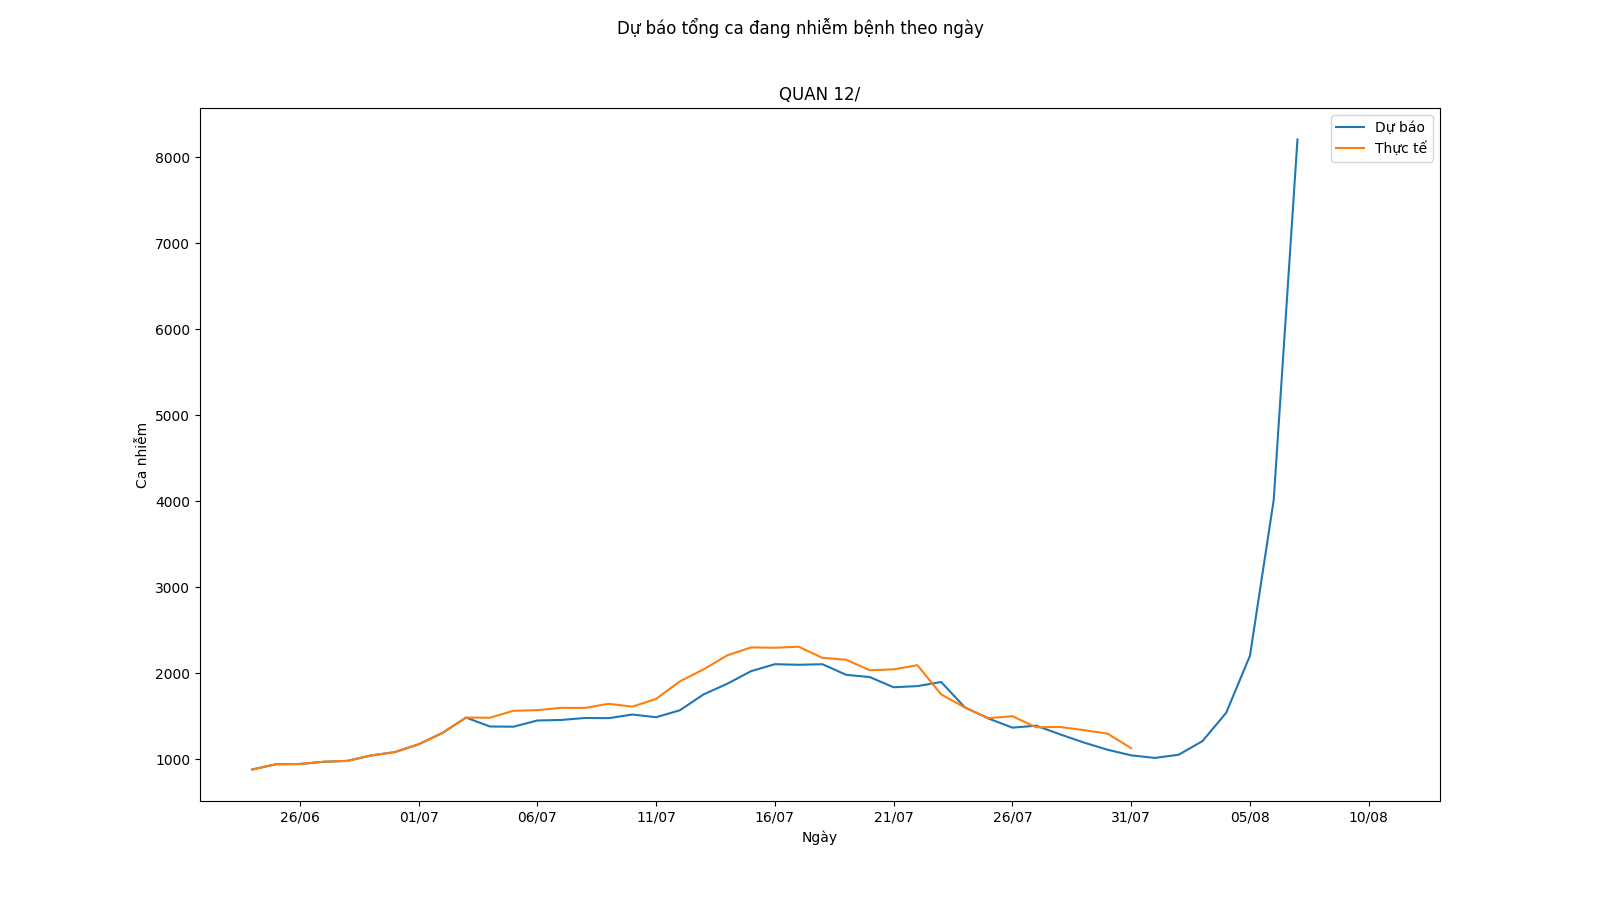 Dự báo tổng ca đang nhiễm bệnh theo ngày
QUAN 12/
Dự báo
Thực tế
8000
7000
6000
5000
4000
3000
2000
1000
Ca nhiễm
26/06 01/07 06/07 11/07 16/07 21/07 26/07 31/07 05/08 10/08
Ngày